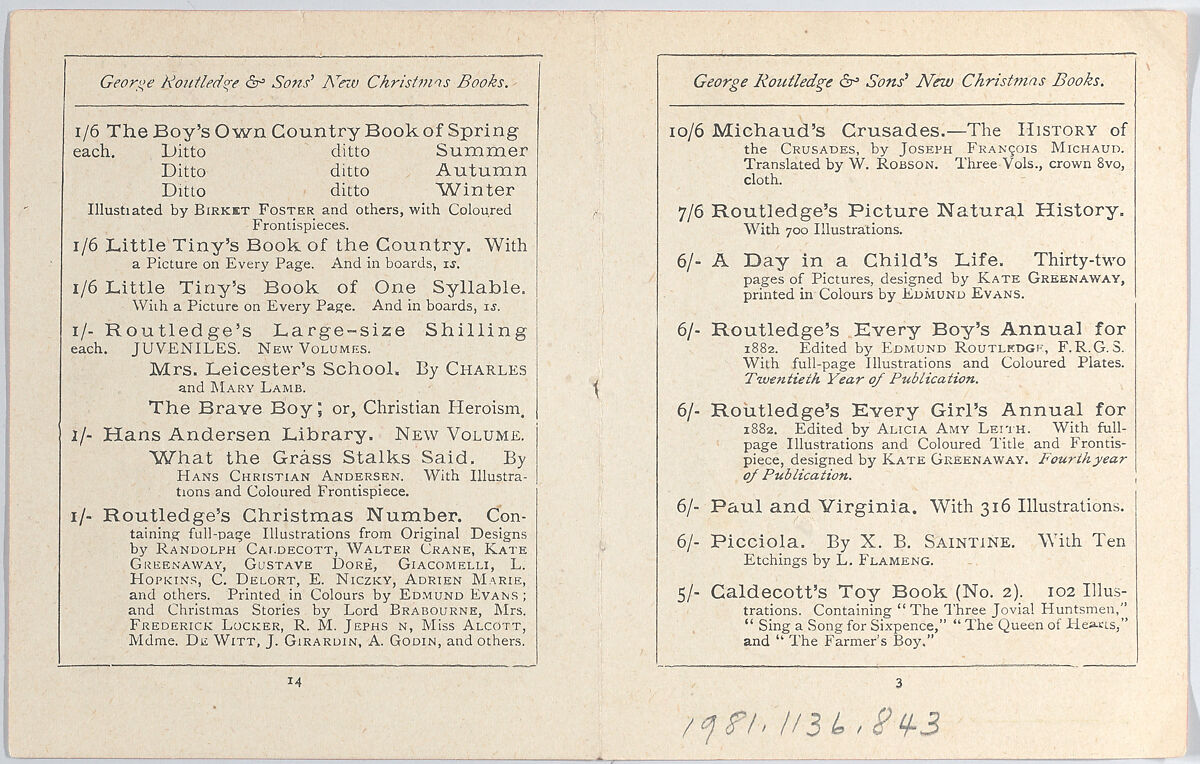 George Routledge & Sons' New Christmas Books.
1/6 The Boy's Own Country Book of Spring
each. Ditto ditto Summer
Ditto ditto Autumn
Ditto ditto Winter
Illustrated by BIRKET FOSTER and others, with Coloured
Frontispieces.
1/6 Little Tiny's Book of the Country. With
a Picture on Every Page. And in boards, 1s.
1/6 Little Tiny's Book of One Syllable.
With a Picture on Every Page. And in boards, 1s.
1/- Routledge's Large-size Shilling
each. JUVENILES. NEW VOLUMES.
Mrs. Leicester's School. By CHARLES
and MARY LAMB.
The Brave Boy; or, Christian Heroism.
1/- Hans Andersen Library. NEW VOLUME.
What the Grass Stalks Said. By
HANS CHRISTIAN ANDERSEN. With Illustra-
tions and Coloured Frontispiece.
1/- Routledge's Christmas Number. Con-
taining full-page Illustrations from Original Designs
by RANDOLPH CALDECOTT, WALTER CRANE, KATE
GREENAWAY, GUSTAVE DORÉ, GIACOMELLI, L.
HOPKINS, C. DELORT, E. NICZKY, ADRIEN MARIE,
and others. Printed in Colours by EDMUND EVANS;
and Christmas Stories by Lord BRABOURNE, Mrs.
FREDERICK LOCKER, R. M. JEPHS N, Miss ALCOTT,
Mdme. DE WITT, J. GIRARDIN, A. GODIN, and others.
14
George Routledge & Sons' New Christmas Books.
10/6 Michaud's Crusades.—The HISTORY of
the CRUSADES, by JOSEPH FRANÇOIS MICHAUD.
Translated by W. ROBSON. Three Vols., crown 8vo,
cloth.
7/6 Routledge's Picture Natural History.
With 700 Illustrations.
6/- A Day in a Child's Life. Thirty-two
pages of Pictures, designed by KATE GREENAWAY,
printed in Colours by EDMUND EVANS.
6/- Routledge's Every Boy's Annual for
1882. Edited by EDMUND ROUTLEDGE, F.R.G.S.
With full-page Illustrations and Coloured Plates.
Twentieth Year of Publication.
6/- Routledge's Every Girl's Annual for
1882. Edited by ALICIA AMY LEITH. With full-
page Illustrations and Coloured Title and Frontis-
piece, designed by KATE GREENAWAY. Fourth year
of Publication.
6/- Paul and Virginia. With 316 Illustrations.
6/- Picciola. By X. B. SAINTINE. With Ten
Etchings by L. FLAMENG.
5/- Caldecott's Toy Book (No. 2). 102 Illus-
trations. Containing "The Three Jovial Huntsmen,"
"Sing a Song for Sixpence," "The Queen of Hearts,"
and "The Farmer's Boy."
3
1981.1136.843